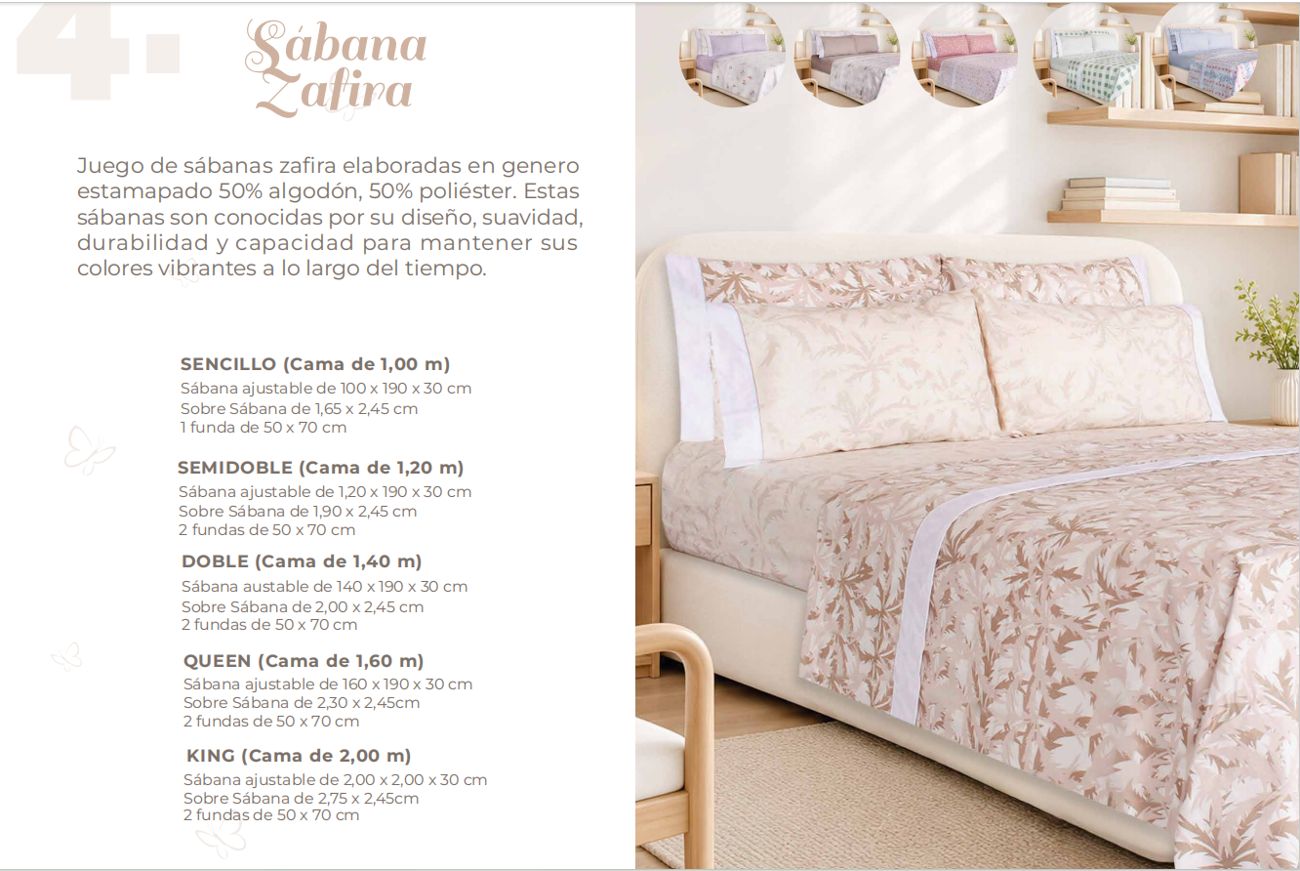 4.
Sábana
Zafira
Juego de sábanas zafira elaboradas en genero
estamapado 50% algodón, 50% poliéster. Estas
sábanas son conocidas por su diseño, suavidad,
durabilidad y capacidad para mantener sus
colores vibrantes a lo largo del tiempo.
SENCILLO (Cama de 1,00 m)
Sábana ajustable de 100 x 190 x 30 cm
Sobre Sábana de 1,65 x 2,45 cm
1 funda de 50 x 70 cm
SEMIDOBLE (Cama de 1,20 m)
Sábana ajustable de 1,20 x 190 x 30 cm
Sobre Sábana de 1,90 x 2,45 cm
2 fundas de 50 x 70 cm
DOBLE (Cama de 1,40 m)
Sábana austable de 140 x 190 x 30 cm
Sobre Sábana de 2,00 x 2,45 cm
2 fundas de 50 x 70 cm
QUEEN (Cama de 1,60 m)
Sábana ajustable de 160 x 190 x 30 cm
Sobre Sábana de 2,30 x 2,45cm
2 fundas de 50 x 70 cm
KING (Cama de 2,00 m)
Sábana ajustable de 2,00 x 2,00 x 30 cm
Sobre Sábana de 2,75 x 2,45cm
2 fundas de 50 x 70 cm